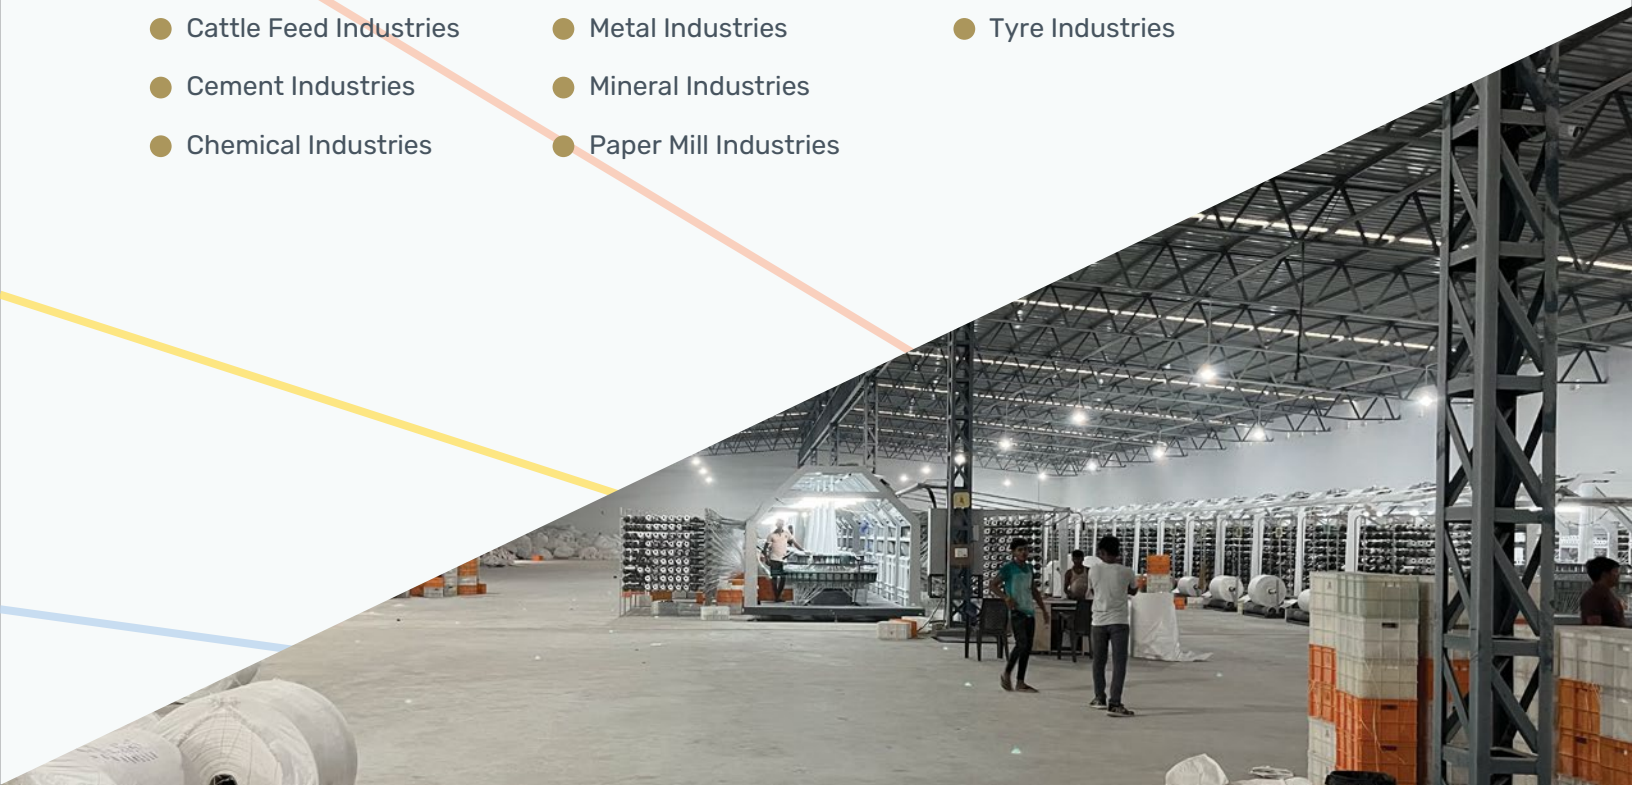 Cattle Feed Industries
Cement Industries
Chemical Industries
Metal Industries
Mineral Industries
Paper Mill Industries
Tyre Industries